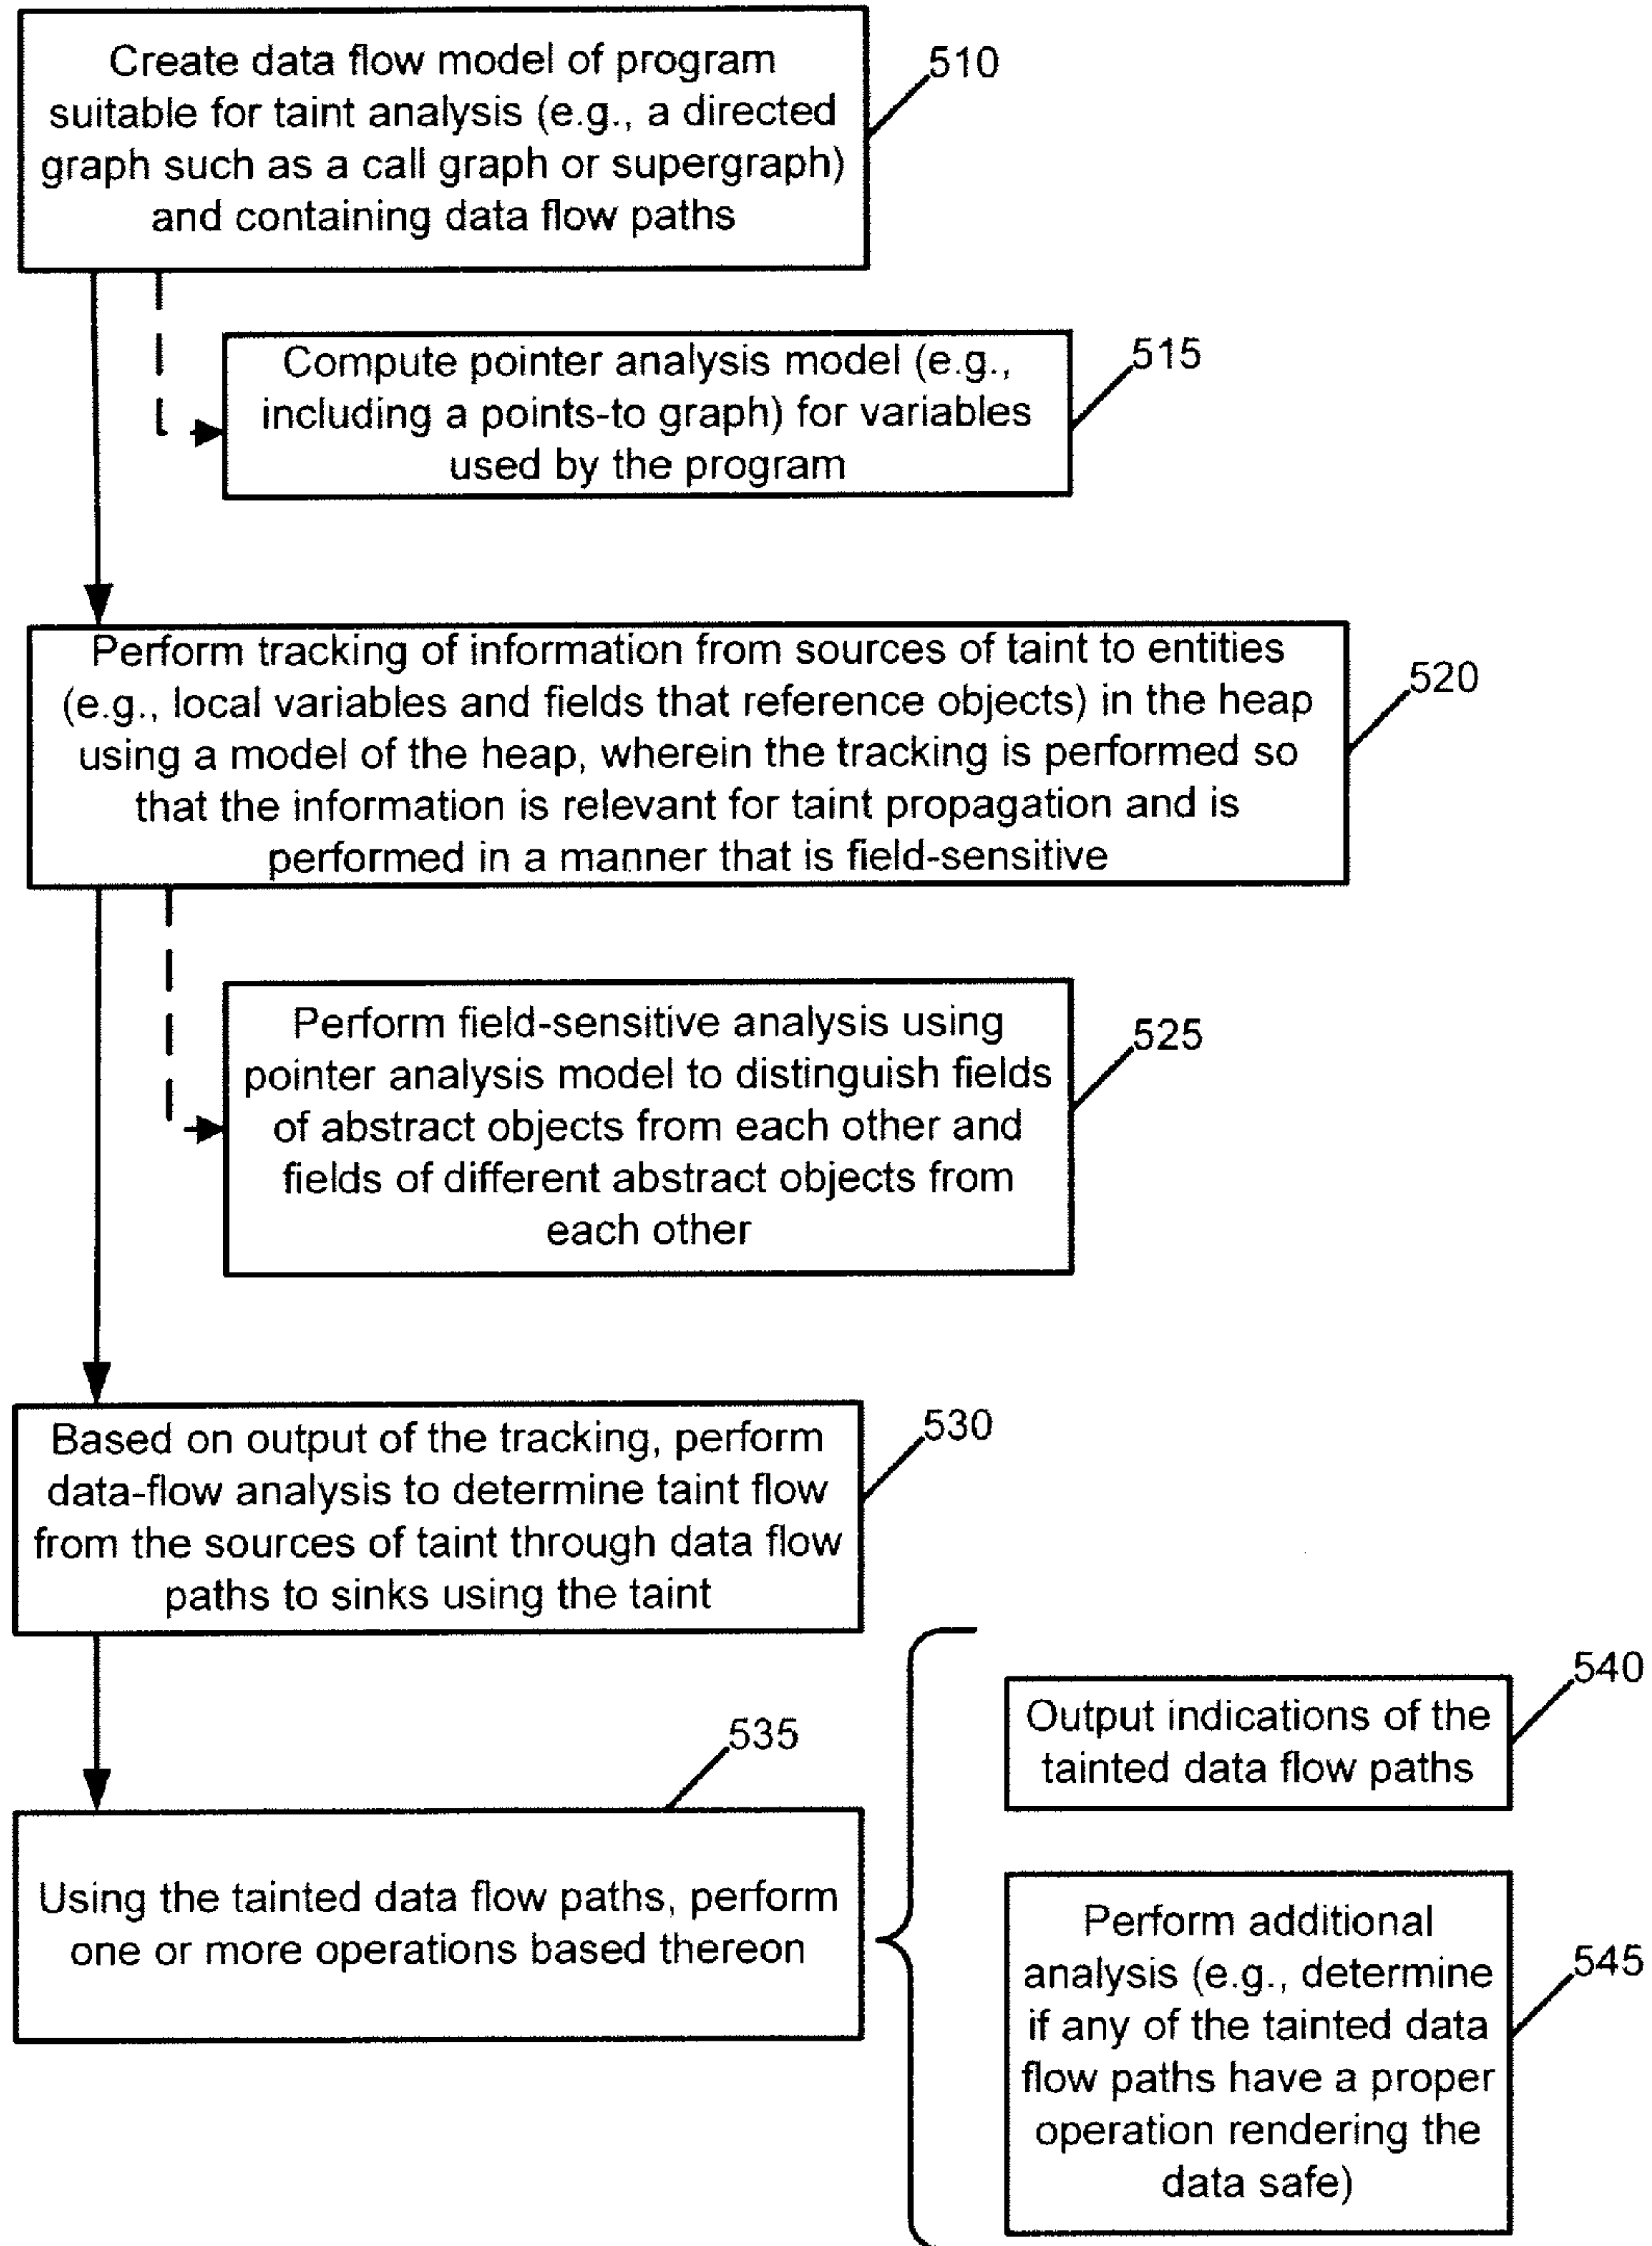 Create data flow model of program
suitable for taint analysis (e.g., a directed
graph such as a call graph or supergraph)
and containing data flow paths
510
Compute pointer analysis model (e.g.,
including a points-to graph) for variables
used by the program
515
Perform tracking of information from sources of taint to entities
(e.g., local variables and fields that reference objects) in the heap
using a model of the heap, wherein the tracking is performed so
that the information is relevant for taint propagation and is
performed in a manner that is field-sensitive
520
Perform field-sensitive analysis using
pointer analysis model to distinguish fields
of abstract objects from each other and
fields of different abstract objects from
each other
525
Based on output of the tracking, perform
data-flow analysis to determine taint flow
from the sources of taint through data flow
paths to sinks using the taint
530
535
Using the tainted data flow paths, perform
one or more operations based thereon
540
Output indications of the
tainted data flow paths
Perform additional
analysis (e.g., determine
if any of the tainted data
flow paths have a proper
operation rendering the
data safe)
545